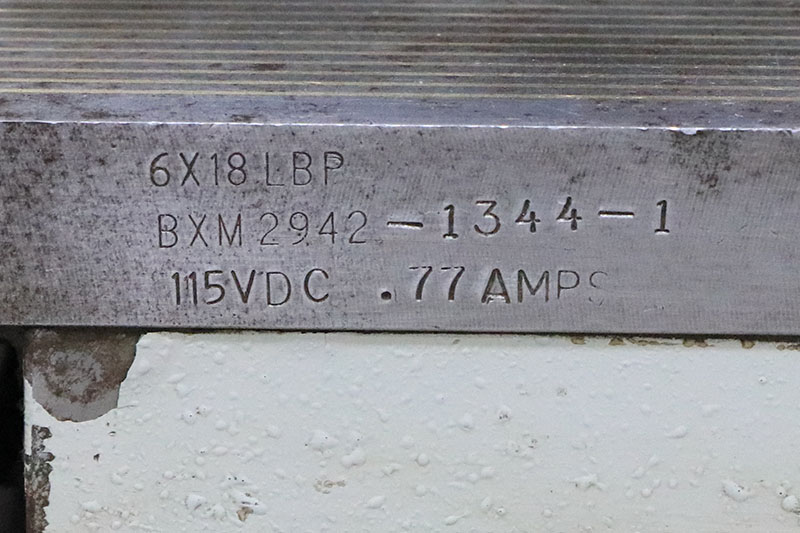 6X18 LBP
BXM 2942-1344-1
115VDC .77 AMPS